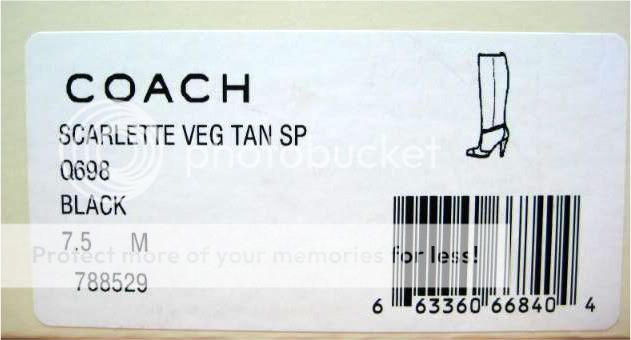 COACH
SCARLETTE VEG TAN SP
Q698
BLACK
7.5 M
788529
6 63360 66840 4
photobucket
Protect more of your memories for less!